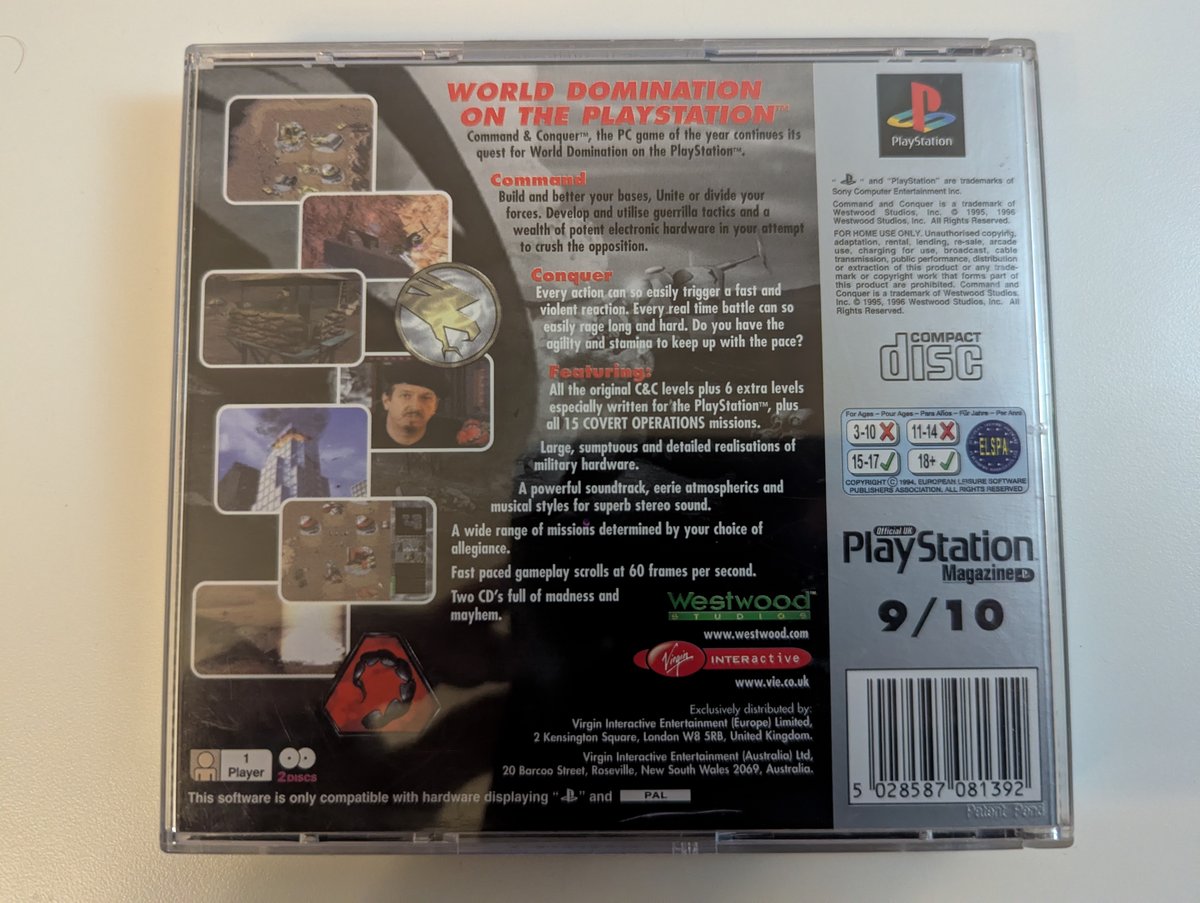 WORLD DOMINATION
ON THE PLAYSTATION™
Command & Conquer™, the PC game of the year continues its
quest for World Domination on the PlayStation™.
Command
Build and better your bases, Unite or divide your
forces. Develop and utilise guerrilla tactics and a
wealth of potent electronic hardware in your attempt
to crush the opposition.
Conquer
Every action can so easily trigger a fast and
violent reaction. Every real time battle can so
easily rage long and hard. Do you have the
agility and stamina to keep up with the pace?
Featuring:
All the original C&C levels plus 6 extra levels
especially written for the PlayStation™, plus
all 15 COVERT OPERATIONS missions.
Large, sumptuous and detailed realisations of
military hardware.
A powerful soundtrack, eerie atmospherics and
musical styles for superb stereo sound.
A wide range of missions determined by your choice of
allegiance.
Fast paced gameplay scrolls at 60 frames per second.
Two CD's full of madness and
mayhem.
Westwood™
STUDIOS
www.westwood.com
Virgin INTERactive
www.vie.co.uk
Exclusively distributed by:
Virgin Interactive Entertainment (Europe) Limited,
2 Kensington Square, London W8 5RB, United Kingdom.
Virgin Interactive Entertainment (Australia) Ltd,
20 Barcoo Street, Roseville, New South Wales 2069, Australia.
1
Player
2 DISCS
This software is only compatible with hardware displaying " " and PAL
PlayStation
" " and "PlayStation" are trademarks of
Sony Computer Entertainment Inc.
Command and Conquer is a trademark of
Westwood Studios, Inc. © 1995, 1996
Westwood Studios, Inc. All Rights Reserved.
FOR HOME USE ONLY. Unauthorised copying,
adaptation, rental, lending, re-sale, arcade
use, charging for use, broadcast, cable
transmission, public performance, distribution
or extraction of this product or any trade-
mark or copyright work that forms part of
this product are prohibited. Command and
Conquer is a trademark of Westwood Studios,
Inc. © 1995, 1996 Westwood Studios, Inc. All
Rights Reserved.
COMPACT
disc
For Ages – Pour Ages – Para Años – Für Jahre – Per Anni
3-10 11-14
15-17 18+
ELSPA
COPYRIGHT © 1994, EUROPEAN LEISURE SOFTWARE
PUBLISHERS ASSOCIATION, ALL RIGHTS RESERVED
Official UK
PlayStation
Magazine
9/10
5 028587 081392
Patent Pend